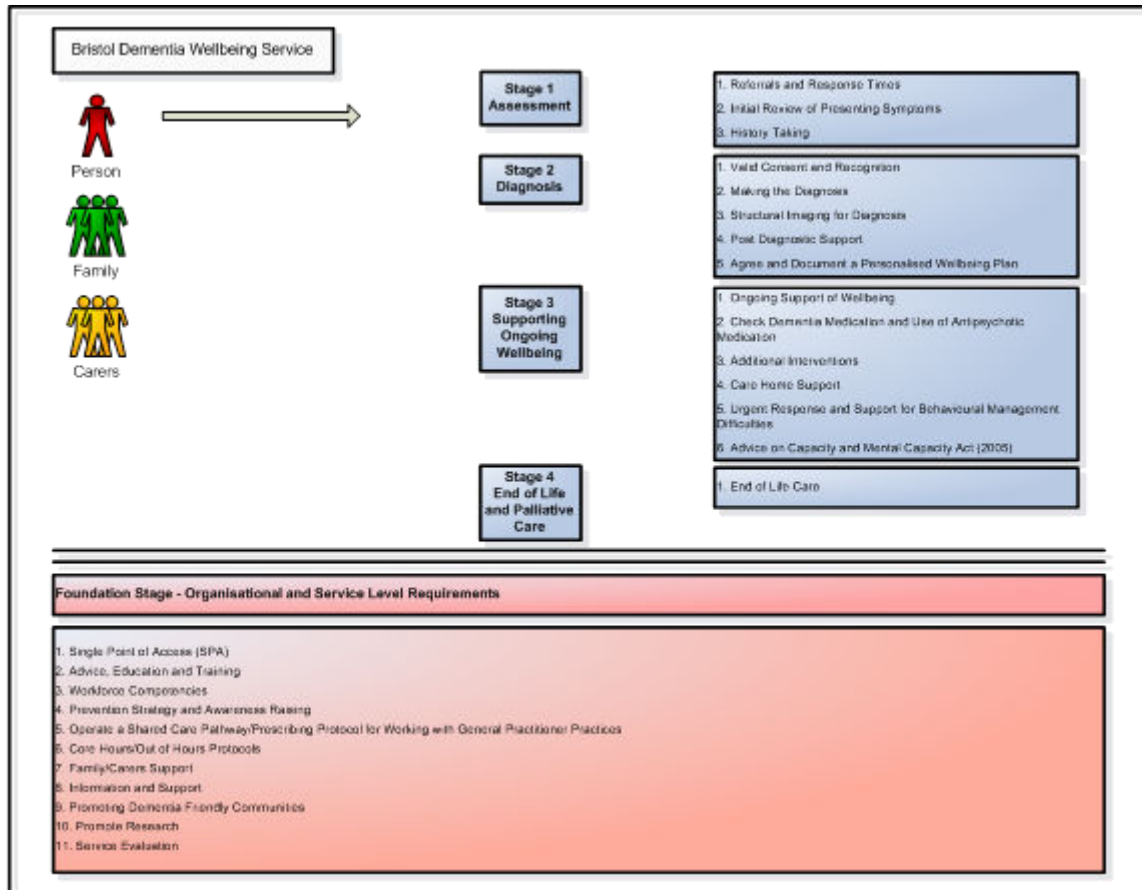 Bristol Dementia Wellbeing Service
Person
Family
Carers
Stage 1
Assessment
1. Referrals and Response Times
2. Initial Review of Presenting Symptoms
3. History Taking
Stage 2
Diagnosis
1. Valid Consent and Recognition
2. Making the Diagnosis
3. Structural Imaging for Diagnosis
4. Post Diagnostic Support
5. Agree and Document a Personalised Wellbeing Plan
Stage 3
Supporting
Ongoing
Wellbeing
1. Ongoing Support of Wellbeing
2. Check Dementia Medication and Use of Antipsychotic
Medication
3. Additional Interventions
4. Care Home Support
5. Urgent Response and Support for Behavioural Management
Difficulties
6. Advice on Capacity and Mental Capacity Act (2005)
Stage 4
End of Life
and Palliative
Care
1. End of Life Care
Foundation Stage - Organisational and Service Level Requirements
1. Single Point of Access (SPA)
2. Advice, Education and Training
3. Workforce Competencies
4. Prevention Strategy and Awareness Raising
5. Operate a Shared Care Pathway/Prescribing Protocol for Working with General Practitioner Practices
6. Core Hours/Out of Hours Protocols
7. Family/Carers Support
8. Information and Support
9. Promoting Dementia Friendly Communities
10. Promote Research
11. Service Evaluation